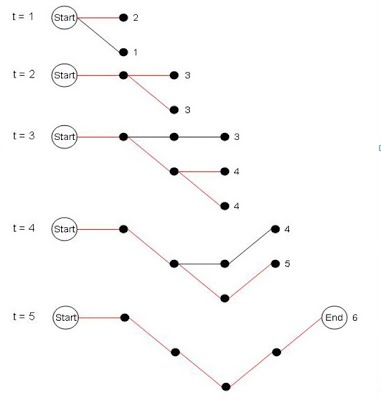 t = 1 Start 2
1
t = 2 Start 3
3
t = 3 Start 3
4
4
t = 4 Start 4
5
t = 5 Start End 6